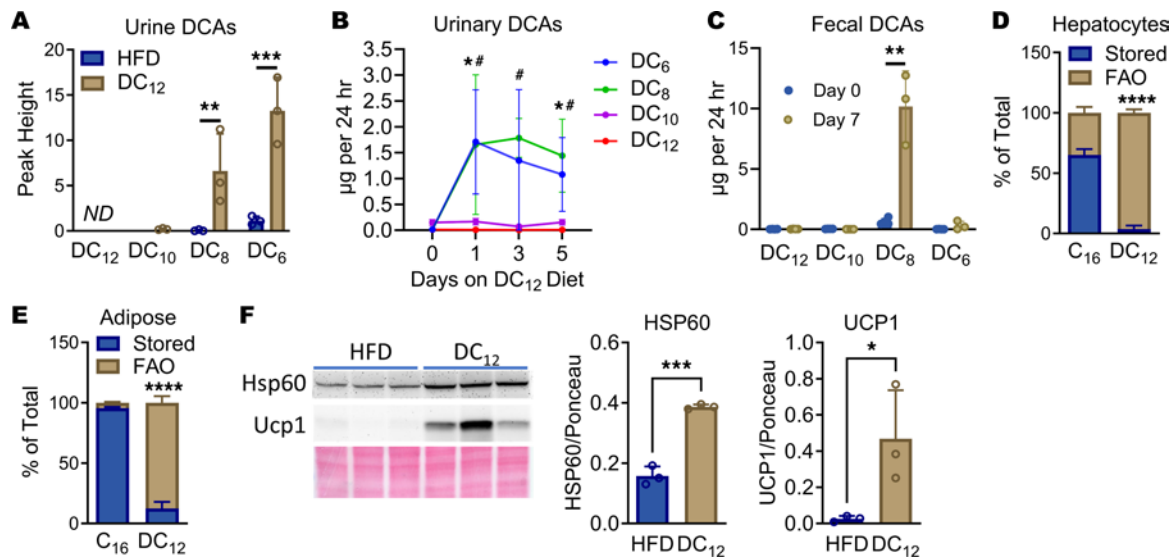 A
Urine DCAs
Peak Height
20
15
10
5
0
HFD
DC₁₂
ND
**
***
DC₁₂ DC₁₀ DC₈ DC₆
B
Urinary DCAs
µg per 24 hr
3.5
3.0
2.5
2.0
1.5
1.0
0.5
0.0
*# # *#
DC₆
DC₈
DC₁₀
DC₁₂
0 1 3 5
Days on DC₁₂ Diet
C
Fecal DCAs
µg per 24 hr
15
10
5
0
**
Day 0
Day 7
DC₁₂ DC₁₀ DC₈ DC₆
D
Hepatocytes
Stored
FAO
% of Total
150
100
50
0
****
C₁₆ DC₁₂
E
Adipose
Stored
FAO
% of Total
150
100
50
0
****
C₁₆ DC₁₂
F
HFD DC₁₂
Hsp60
Ucp1
HSP60
HSP60/Ponceau
0.6
0.4
0.2
0.0
***
HFD DC₁₂
UCP1
UCP1/Ponceau
1.0
0.8
0.6
0.4
0.2
0.0
*
HFD DC₁₂